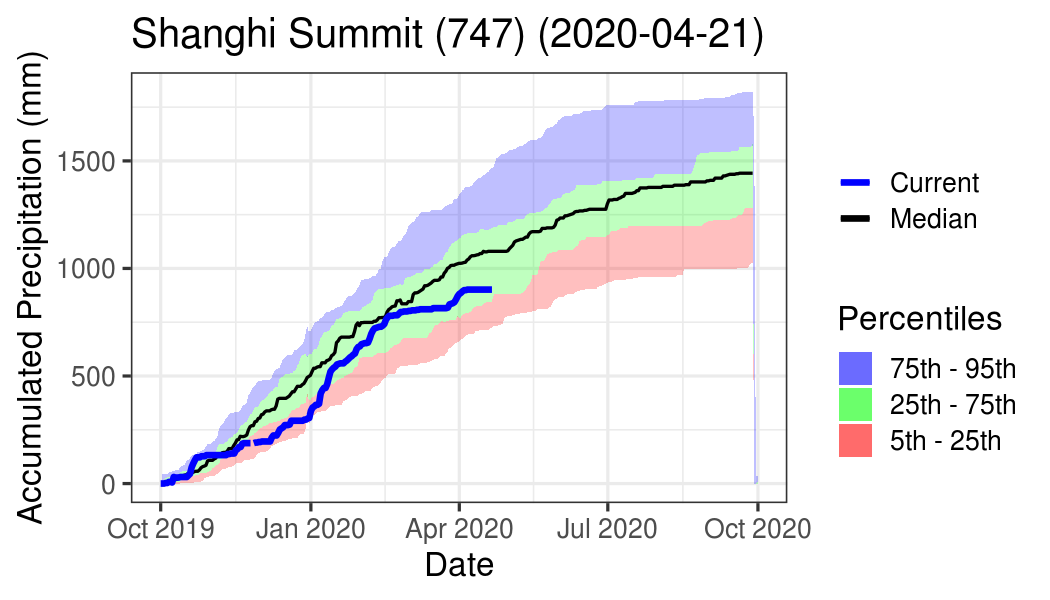 Shanghi Summit (747) (2020-04-21)
Accumulated Precipitation (mm)
1500
1000
500
0
Oct 2019
Jan 2020
Apr 2020
Jul 2020
Oct 2020
Date
Current
Median
Percentiles
75th - 95th
25th - 75th
5th - 25th